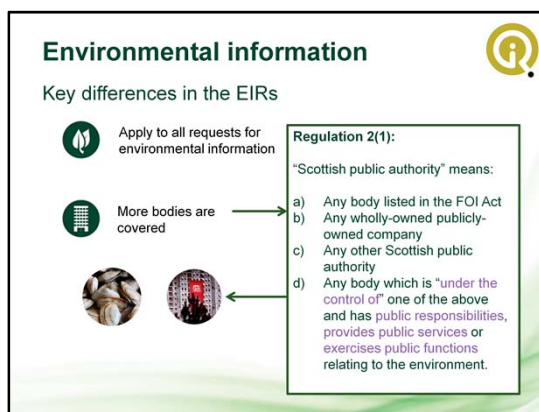 Environmental information
Key differences in the EIRs
Apply to all requests for
environmental information
More bodies are
covered
Regulation 2(1):
“Scottish public authority” means:
a) Any body listed in the FOI Act
b) Any wholly-owned publicly-
owned company
c) Any other Scottish public
authority
d) Any body which is “under the
control of” one of the above
and has public responsibilities,
provides public services or
exercises public functions
relating to the environment.